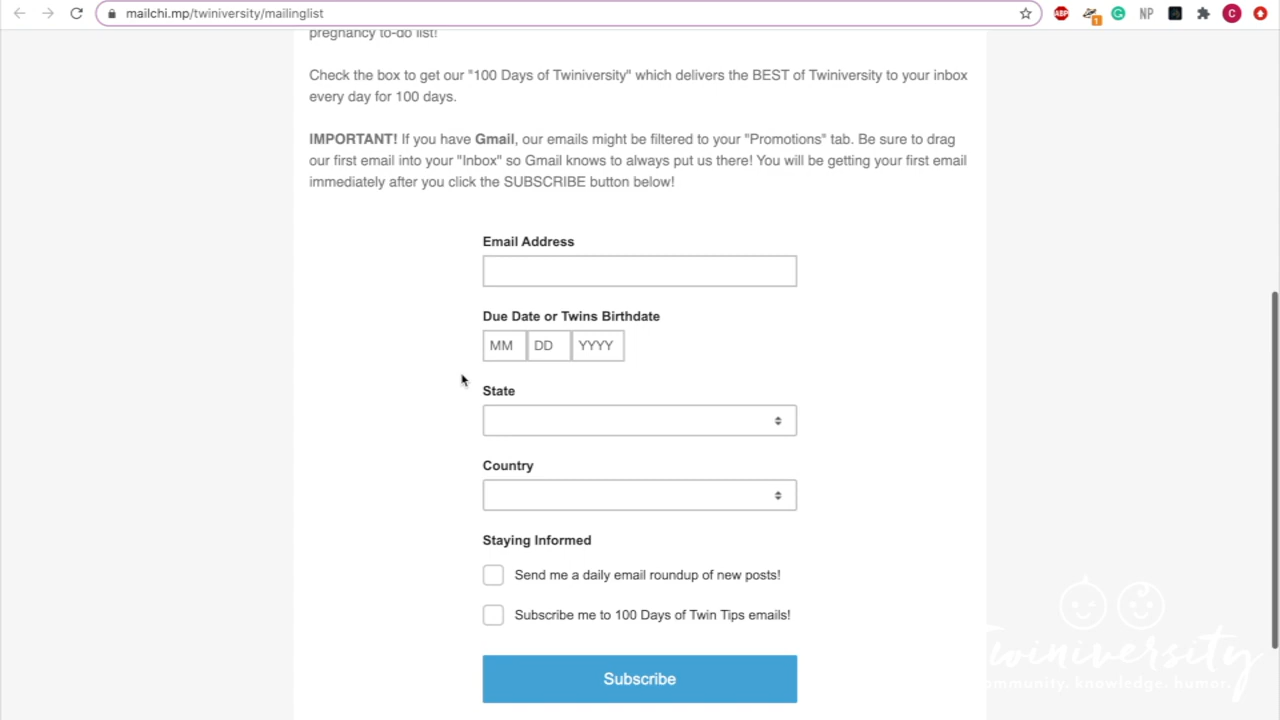 mailchi.mp/twiniversity/mailinglist
ABP
1
NP
C
pregnancy to-do list!
Check the box to get our "100 Days of Twiniversity" which delivers the BEST of Twiniversity to your inbox
every day for 100 days.
IMPORTANT! If you have Gmail, our emails might be filtered to your "Promotions" tab. Be sure to drag
our first email into your "Inbox" so Gmail knows to always put us there! You will be getting your first email
immediately after you click the SUBSCRIBE button below!
Email Address
Due Date or Twins Birthdate
MM DD YYYY
State
Country
Staying Informed
Send me a daily email roundup of new posts!
Subscribe me to 100 Days of Twin Tips emails!
Subscribe
Twiniversity
community. knowledge. humor.